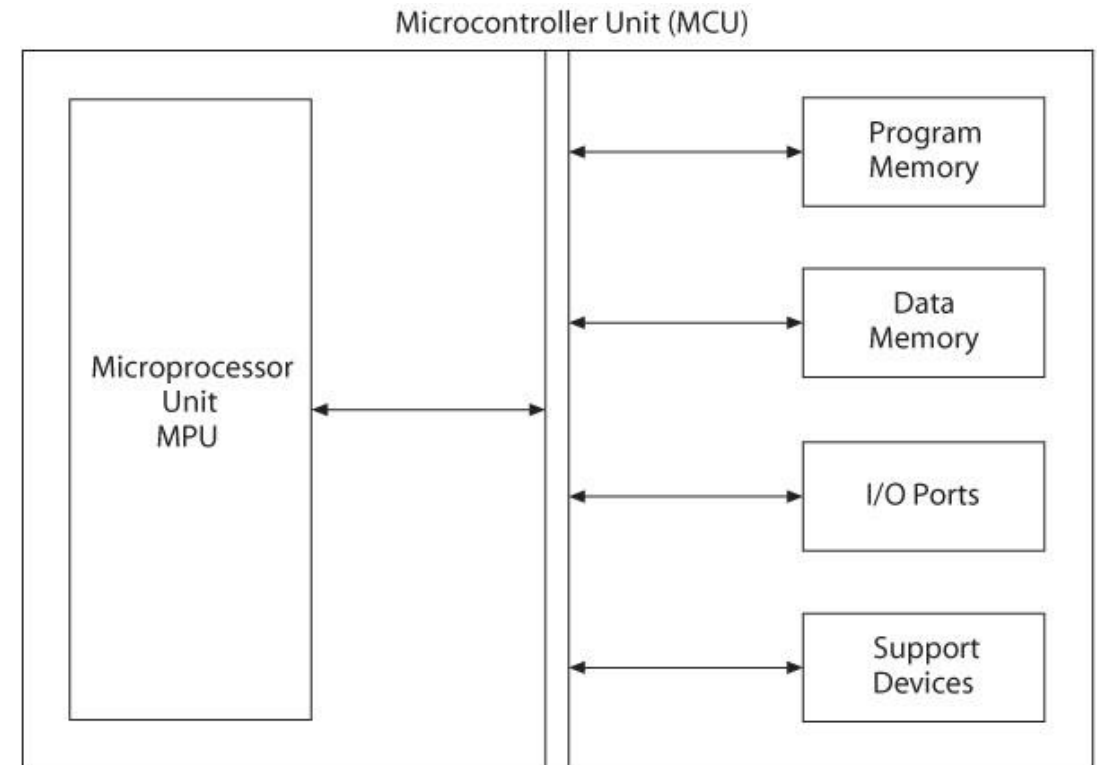 Microcontroller Unit (MCU)
Program
Memory
Data
Memory
Microprocessor
Unit
MPU
I/O Ports
Support
Devices